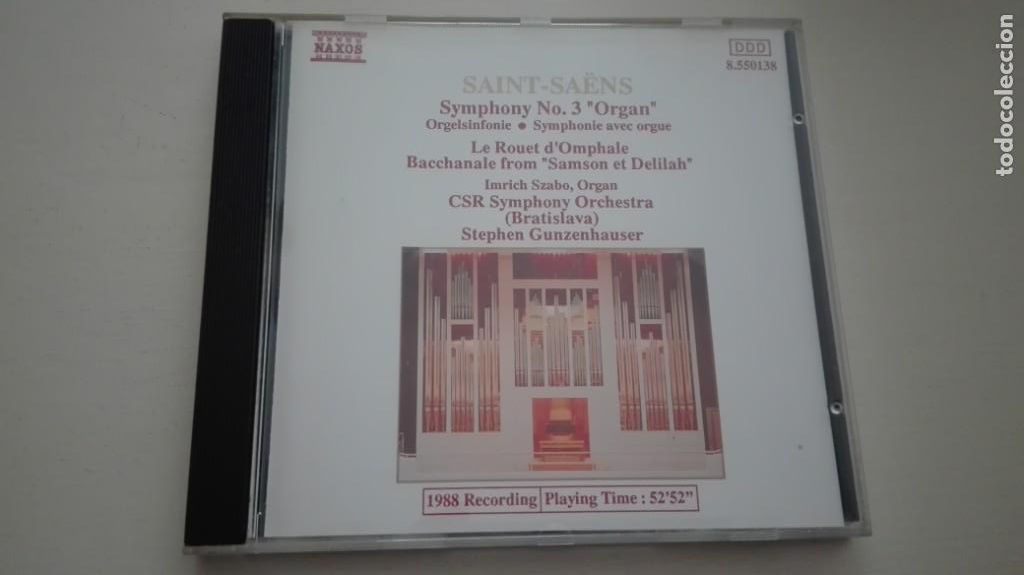 NAXOS
DDD
8.550138
SAINT-SAËNS
Symphony No. 3 "Organ"
Orgelsinfonie ● Symphonie avec orgue
Le Rouet d'Omphale
Bacchanale from "Samson et Delilah"
Imrich Szabo, Organ
CSR Symphony Orchestra
(Bratislava)
Stephen Gunzenhauser
1988 Recording Playing Time : 52'52"
todocoleccion